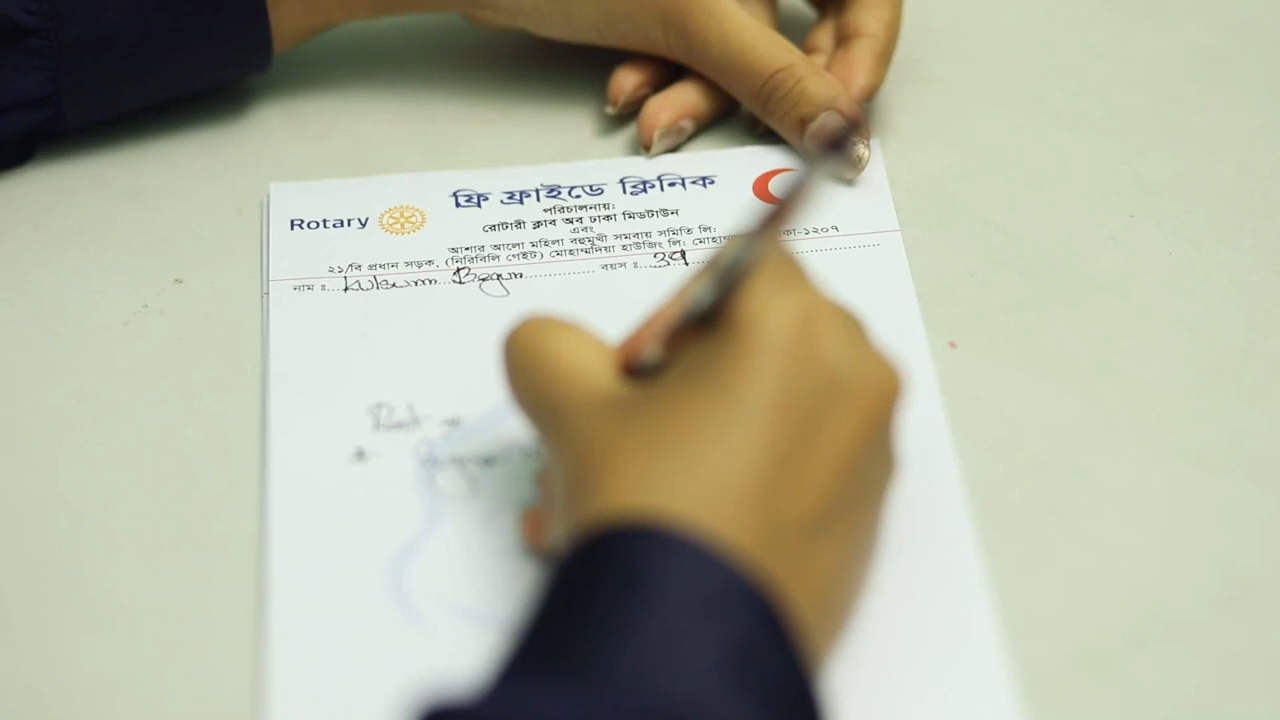 ফ্রি ফ্রাইডে ক্লিনিক
Rotary
পরিচালনায়:
রোটারী ক্লাব অব ঢাকা মিডটাউন
এবং
আশার আলো মহিলা বহুমুখী সমবায় সমিতি লি:
২১/বি প্রধান সড়ক, (নিরিবিলি গেইট) মোহাম্মদিয়া হাউজিং লি: -১২০৭
নাম ঃ Kulsum Begum বয়স ঃ 39